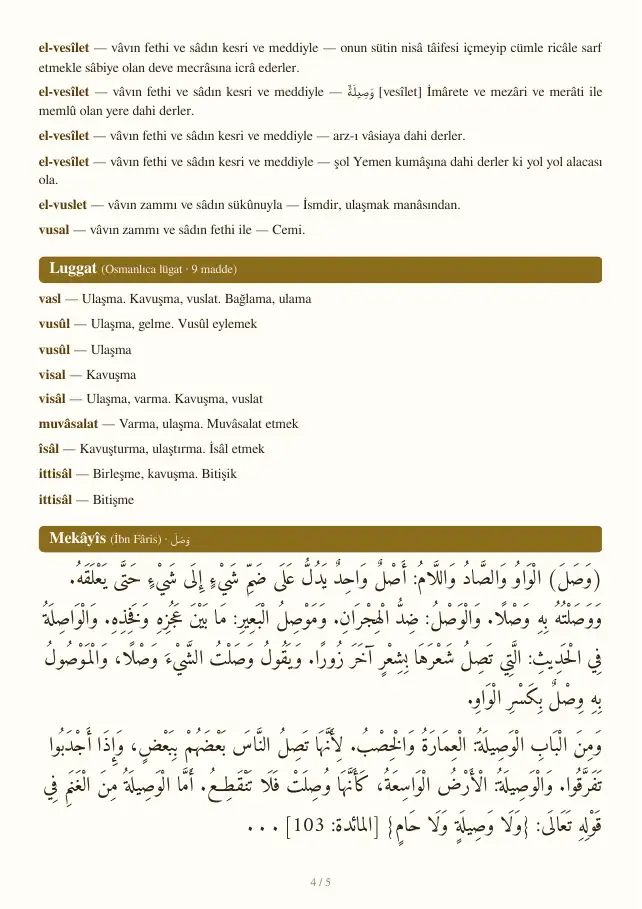 el-vesîlet — vâvın fethi ve sâdın kesri ve meddiyle — onun sütin nisâ tâifesi içmeyip cümle ricâle sarf
etmekle sâbiye olan deve mecrâsına icrâ ederler.
el-vesîlet — vâvın fethi ve sâdın kesri ve meddiyle — وَصِيلَةٌ [vesîlet] İmârete ve mezâri ve merâti ile
memlû olan yere dahi derler.
el-vesîlet — vâvın fethi ve sâdın kesri ve meddiyle — arz-ı vâsiaya dahi derler.
el-vesîlet — vâvın fethi ve sâdın kesri ve meddiyle — şol Yemen kumâşına dahi derler ki yol yol alacası
ola.
el-vuslet — vâvın zammı ve sâdın sükûnuyla — İsmdir, ulaşmak manâsından.
vusal — vâvın zammı ve sâdın fethi ile — Cemi.
Luggat (Osmanlıca lügat · 9 madde)
vasl — Ulaşma. Kavuşma, vuslat. Bağlama, ulama
vusûl — Ulaşma, gelme. Vusûl eylemek
vusûl — Ulaşma
visal — Kavuşma
visâl — Ulaşma, varma. Kavuşma, vuslat
muvâsalat — Varma, ulaşma. Muvâsalat etmek
îsâl — Kavuşturma, ulaştırma. İsâl etmek
ittisâl — Birleşme, kavuşma. Bitişik
ittisâl — Bitişme
Mekâyîs (İbn Fâris) · وَصَلَ
(وَصَلَ) الْوَاوُ وَالصَّادُ وَاللَّامُ: أَصْلٌ وَاحِدٌ يَدُلُّ عَلَى ضَمِّ شَيْءٍ إِلَى شَيْءٍ حَتَّى يَعْلَقَهُ.
وَوَصَلْتُهُ بِهِ وَصْلًا. وَالْوَصْلُ: ضِدُّ الْهِجْرَانِ. وَمَوْصِلُ الْبَعِيرِ: مَا بَيْنَ عَجُزِهِ وَفَخِذِهِ. وَالْوَاصِلَةُ
فِي الْحَدِيثِ: الَّتِي تَصِلُ شَعْرَهَا بِشِعْرٍ آخَرَ زُورًا. وَيَقُولُ وَصَلْتُ الشَّيْءَ وَصْلًا، وَالْمَوْصُولُ
بِهِ وِصْلٌ بِكَسْرِ الْوَاوِ.
وَمِنَ الْبَابِ الْوَصِيلَةُ: الْعِمَارَةُ وَالْخِصْبُ. لِأَنَّهَا تَصِلُ النَّاسَ بَعْضَهُمْ بِبَعْضٍ، وَإِذَا أَجْدَبُوا
تَفَرَّقُوا. وَالْوَصِيلَةُ: الْأَرْضُ الْوَاسِعَةُ، كَأَنَّهَا وُصِلَتْ فَلَا تَنْقَطِعُ. أَمَّا الْوَصِيلَةُ مِنَ الْغَنَمِ فِي
قَوْلِهِ تَعَالَى: {وَلَا وَصِيلَةٍ وَلَا حَامٍ} [المائدة: 103] . . .
4 / 5